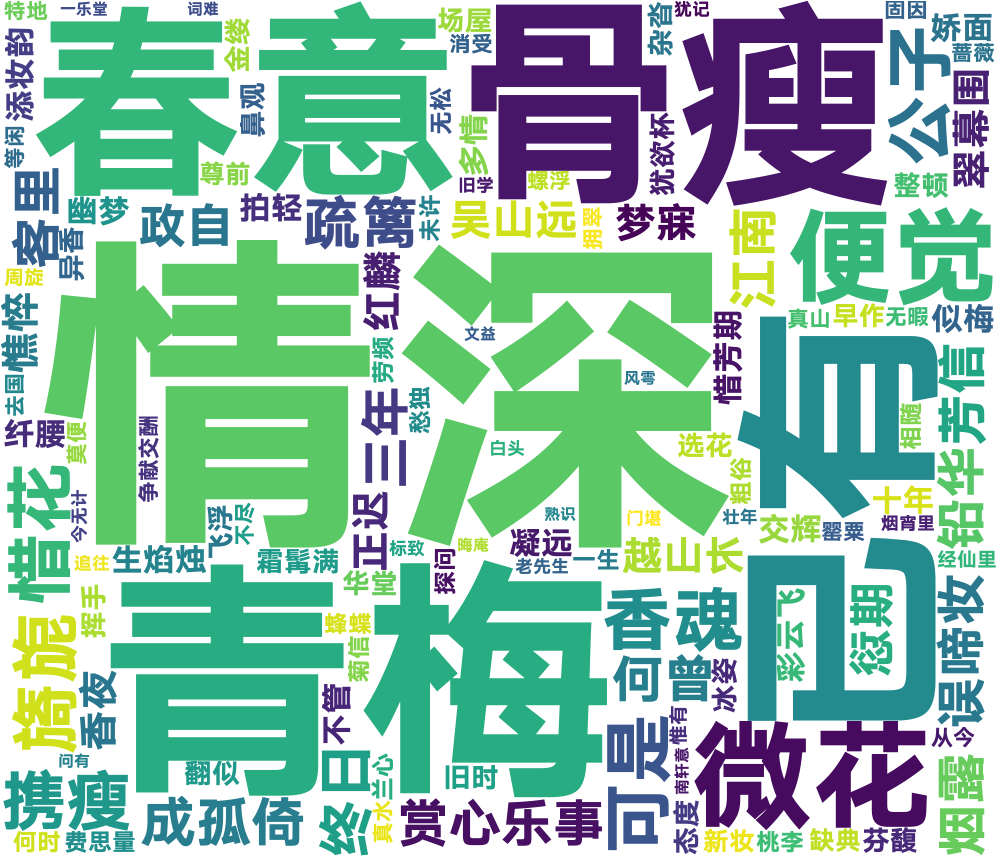 特地
一乐堂
词难
春意
骨瘦
场屋
消受
金缕
添妆韵
鼻观
无松
多情
杂沓
犹记
固因
娇面
蔷薇
公子
翠幕围
等闲
尊前
旧学
螺浮
犹欲杯
整顿
客里
幽梦
政自
拍轻
疏篱
未许
吴山远
拥翠
梦寐
江南
便觉
异香
周旋
红麟
憔悴
去国
文益
劳频
风雩
惜芳期
真山
早作
无暇
似梅
情深
已有
芳信
相随
莫便
争献交酬
三年
愁独
白头
选花
粗俗
惜花
今无计
飞浮
不尽
正迟
熟识
门堪
壮年
十年
铅华
追往
生焰烛
霜髯满
标致
晦庵
探问
凝远
老先生
一生
越山长
交辉
罂粟
烟宵里
经仙里
旖旎
挥手
青梅
华堂
蜂蝶
菊信
香魂
何曾
冰姿
彩云飞
愆期
误啼妆
香夜
不管
问有
翻似
终日
兰心
旧时
可是
惟有
南轩意
微花
从今
携瘦
何时
费思量
成孤倚
真水
赏心乐事
态度
新妆
桃李
缺典
芬馥
烟露